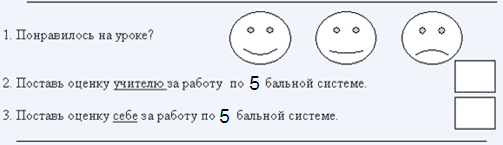 1. Понравилось на уроке?
2. Поставь оценку учителю за работу по 5 бальной системе.
3. Поставь оценку себе за работу по 5 бальной системе.